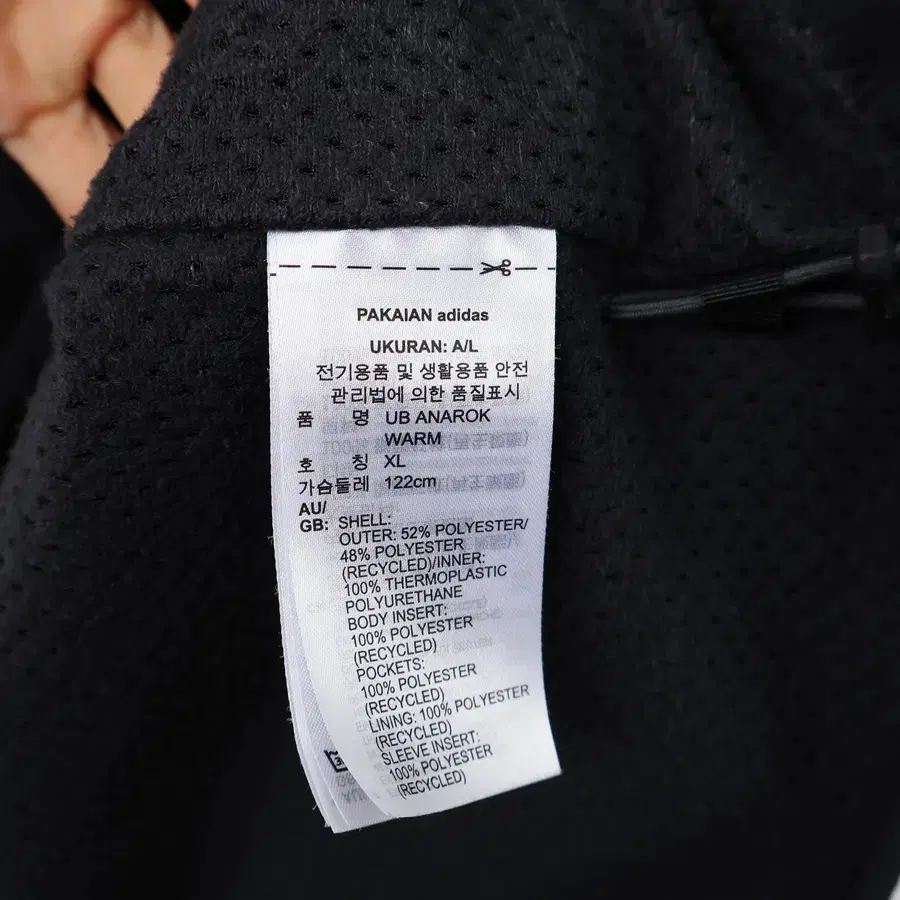 PAKAIAN adidas
UKURAN: A/L
전기용품 및 생활용품 안전
관리법에 의한 품질표시
품 명 UB ANAROK
WARM
호 칭 XL
가슴둘레 122cm
AU/
GB: SHELL:
OUTER: 52% POLYESTER/
48% POLYESTER
(RECYCLED)/INNER:
100% THERMOPLASTIC
POLYURETHANE
BODY INSERT:
100% POLYESTER
(RECYCLED)
POCKETS:
100% POLYESTER
(RECYCLED)
LINING: 100% POLYESTER
(RECYCLED)
SLEEVE INSERT:
100% POLYESTER
(RECYCLED)